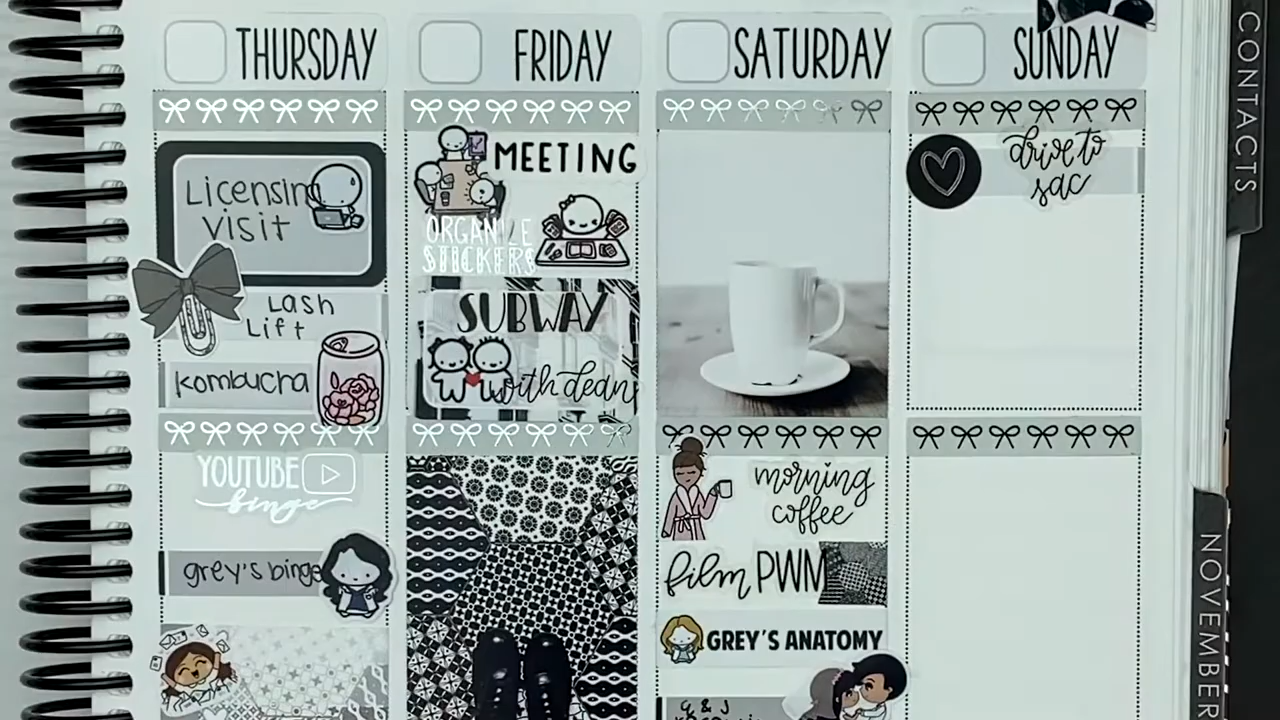 THURSDAY
FRIDAY
SATURDAY
SUNDAY
CONTACTS
NOVEMBER
Licensin
visit
Lash
Lift
kombucha
YOUTUBE
binge
grey's binge
MEETING
ORGANIZE
STICKERS
SUBWAY
with dean
morning
coffee
film PWM
GREY'S ANATOMY
G & J
drive to
sac